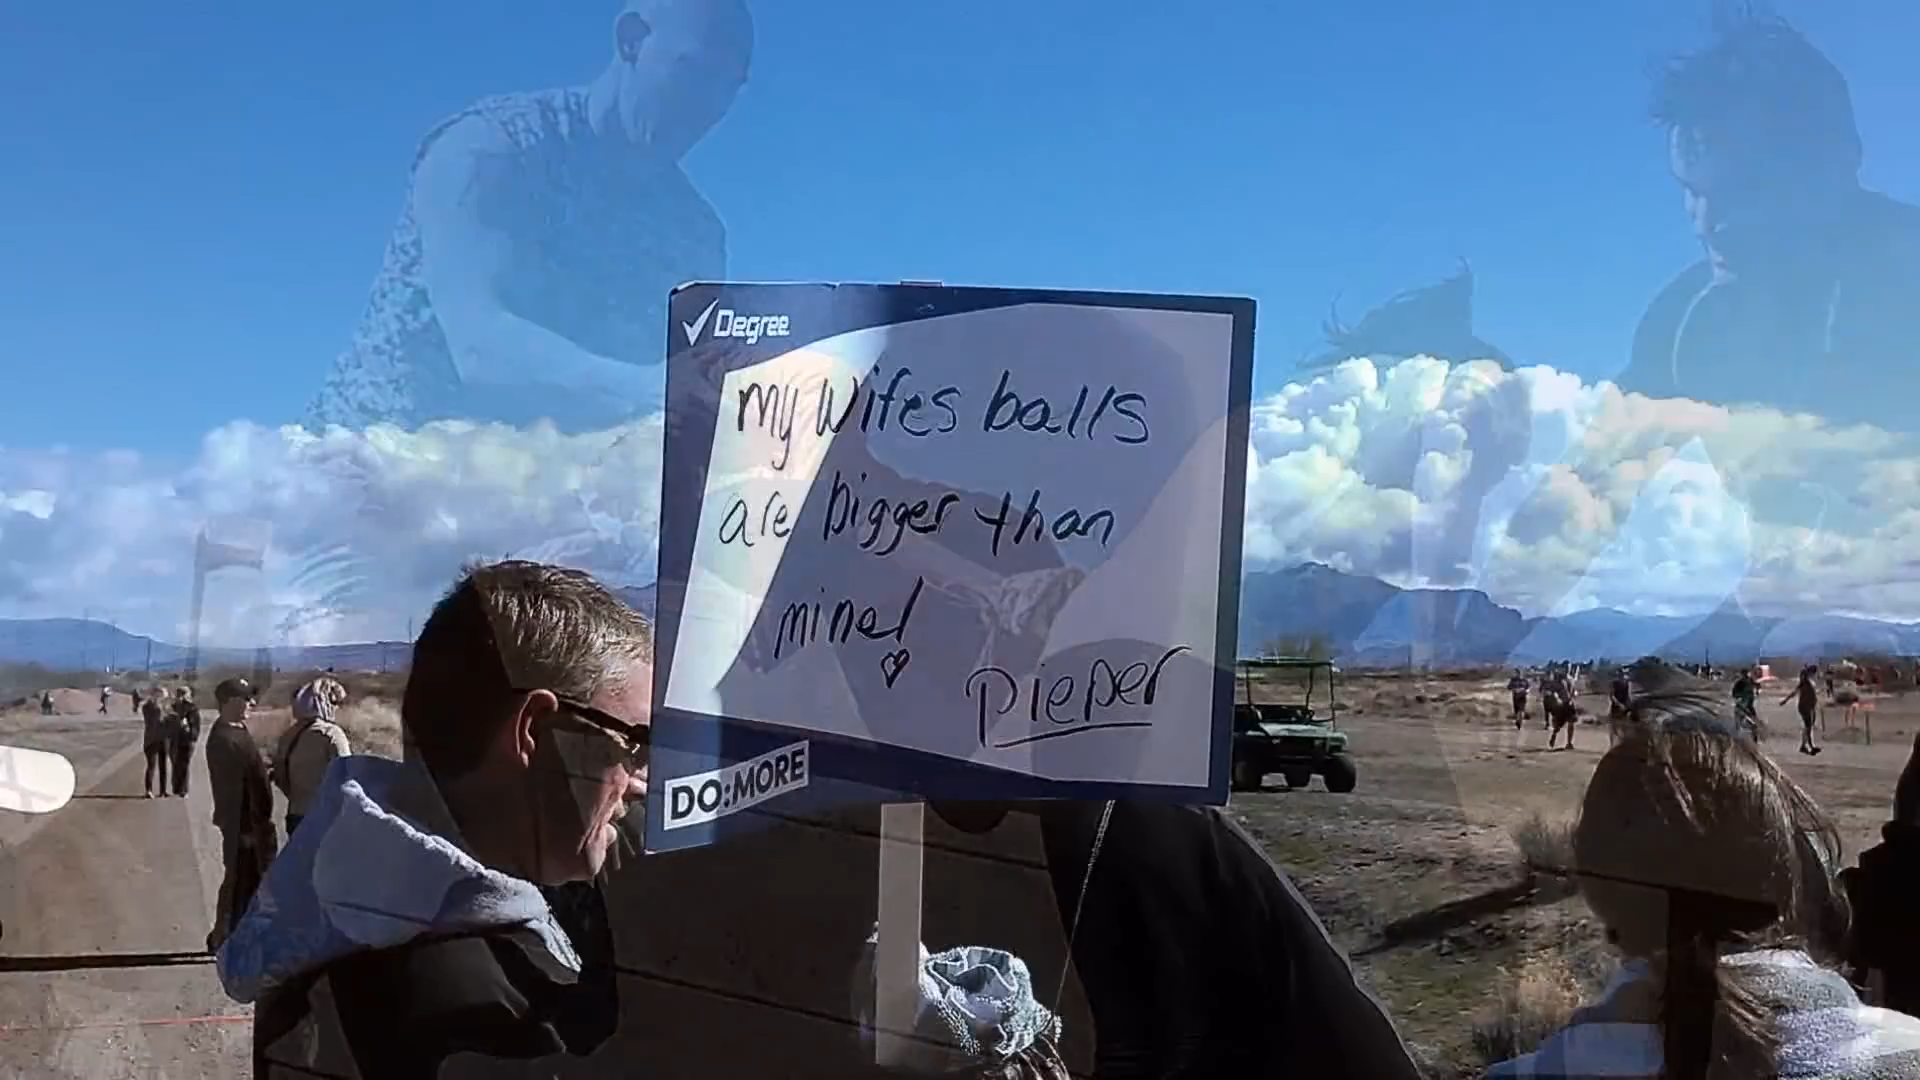 Degree
my wifes balls
are bigger than
mine! ♡
Pieper
DO:MORE